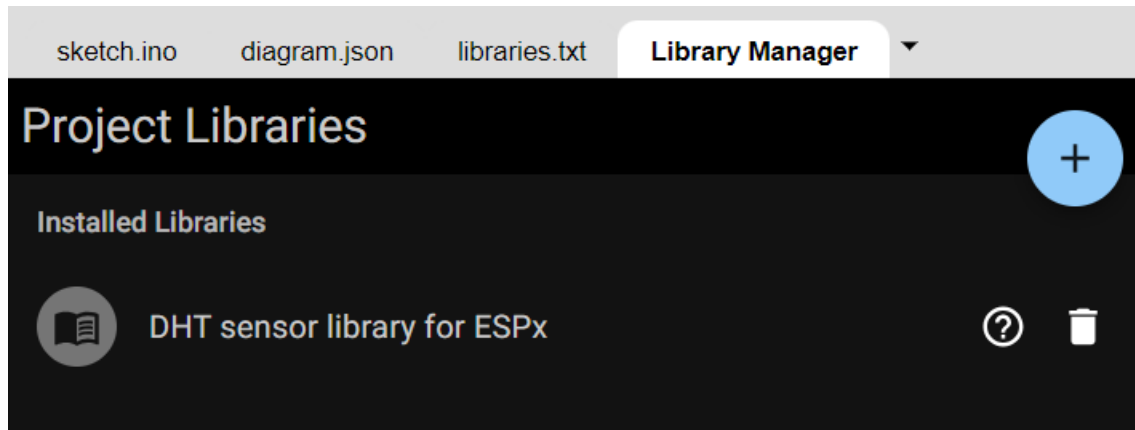 sketch.ino diagram.json libraries.txt Library Manager
Project Libraries
+
Installed Libraries
DHT sensor library for ESPx